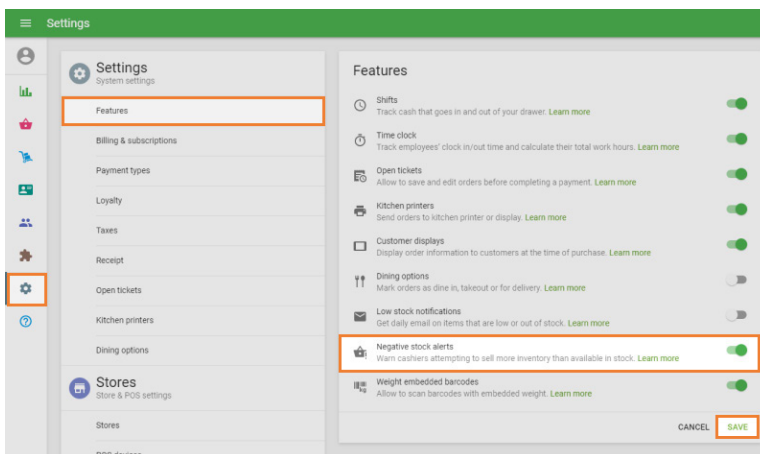 Settings
Settings
System settings
Features
Billing & subscriptions
Payment types
Loyalty
Taxes
Receipt
Open tickets
Kitchen printers
Dining options
Stores
Store & POS settings
Stores
POS devices
Features
Shifts
Track cash that goes in and out of your drawer. Learn more
Time clock
Track employees' clock in/out time and calculate their total work hours. Learn more
Open tickets
Allow to save and edit orders before completing a payment. Learn more
Kitchen printers
Send orders to kitchen printer or display. Learn more
Customer displays
Display order information to customers at the time of purchase. Learn more
Dining options
Mark orders as dine in, takeout or for delivery. Learn more
Low stock notifications
Get daily email on items that are low or out of stock. Learn more
Negative stock alerts
Warn cashiers attempting to sell more inventory than available in stock. Learn more
Weight embedded barcodes
Allow to scan barcodes with embedded weight. Learn more
CANCEL SAVE